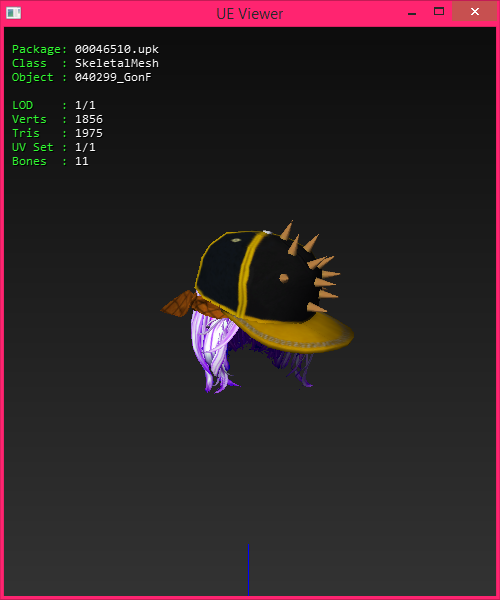 UE Viewer
Package: 00046510.upk
Class  : SkeletalMesh
Object : 040299_GonF
LOD    : 1/1
Verts  : 1856
Tris   : 1975
UV Set : 1/1
Bones  : 11